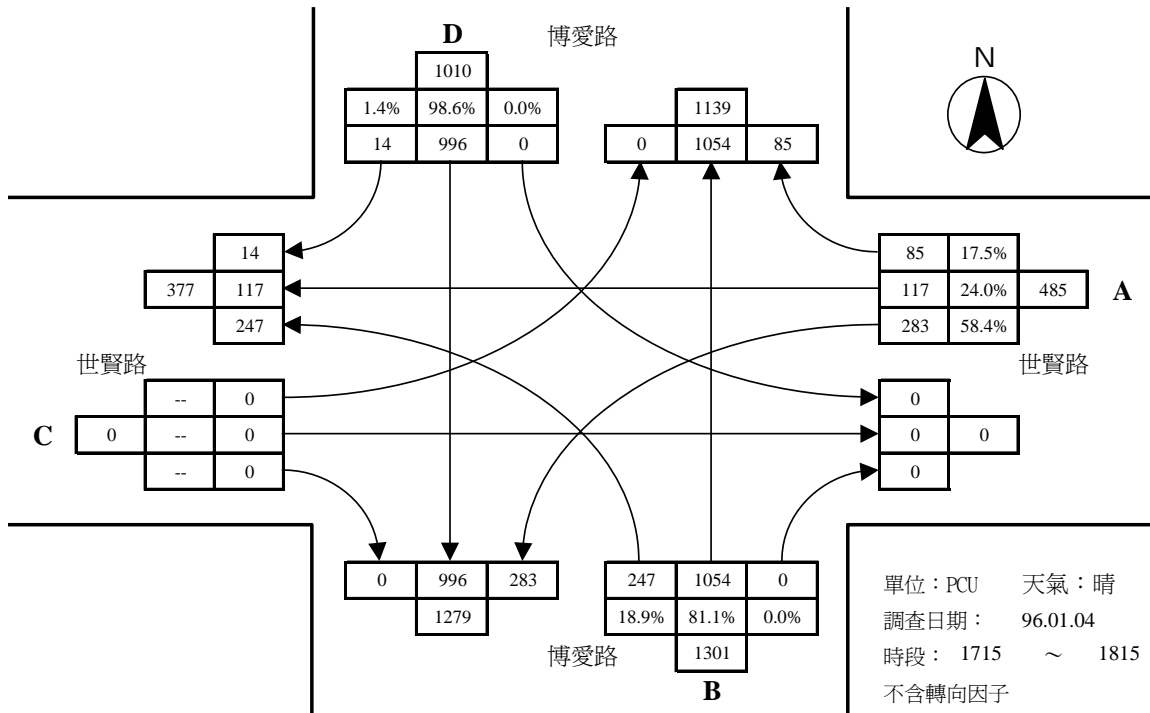 D 博愛路
N
1010
1.4% 98.6% 0.0%
14 996 0
1139
0 1054 85
14
377 117
247
85 17.5%
117 24.0% 485 A
283 58.4%
世賢路
世賢路
-- 0
C 0 -- 0
-- 0
0
0 0
0
0 996 283
1279
247 1054 0
18.9% 81.1% 0.0%
博愛路 1301
B
單位：PCU 天氣：晴
調查日期： 96.01.04
時段： 1715 ～ 1815
不含轉向因子